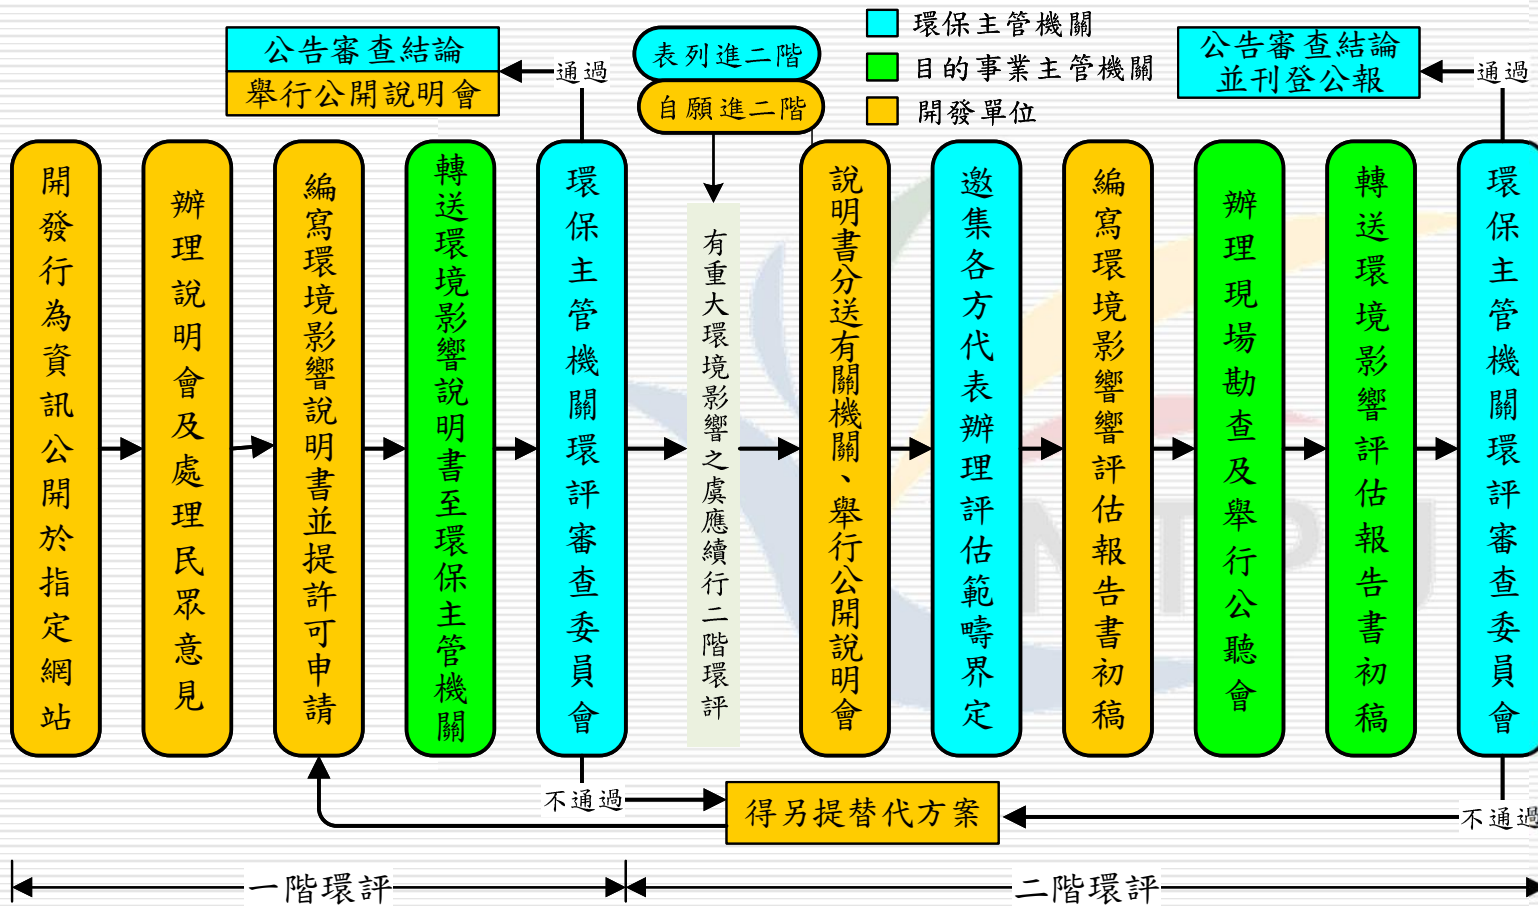 公告審查結論
舉行公開說明會
通過
表列進二階
自願進二階
環保主管機關
目的事業主管機關
開發單位
公告審查結論
並刊登公報
通過
開發行為資訊公開於指定網站
辦理說明會及處理民眾意見
編寫環境影響說明書並提許可申請
轉送環境影響說明書至環保主管機關
環保主管機關環評審查委員會
有重大環境影響之虞應續行二階環評
說明書分送有關機關、舉行公開說明會
邀集各方代表辦理評估範疇界定
編寫環境影響評估報告書初稿
辦理現場勘查及舉行公聽會
轉送環境影響評估報告書初稿
環保主管機關環評審查委員會
不通過
得另提替代方案
不通過
一階環評
二階環評
NTPU